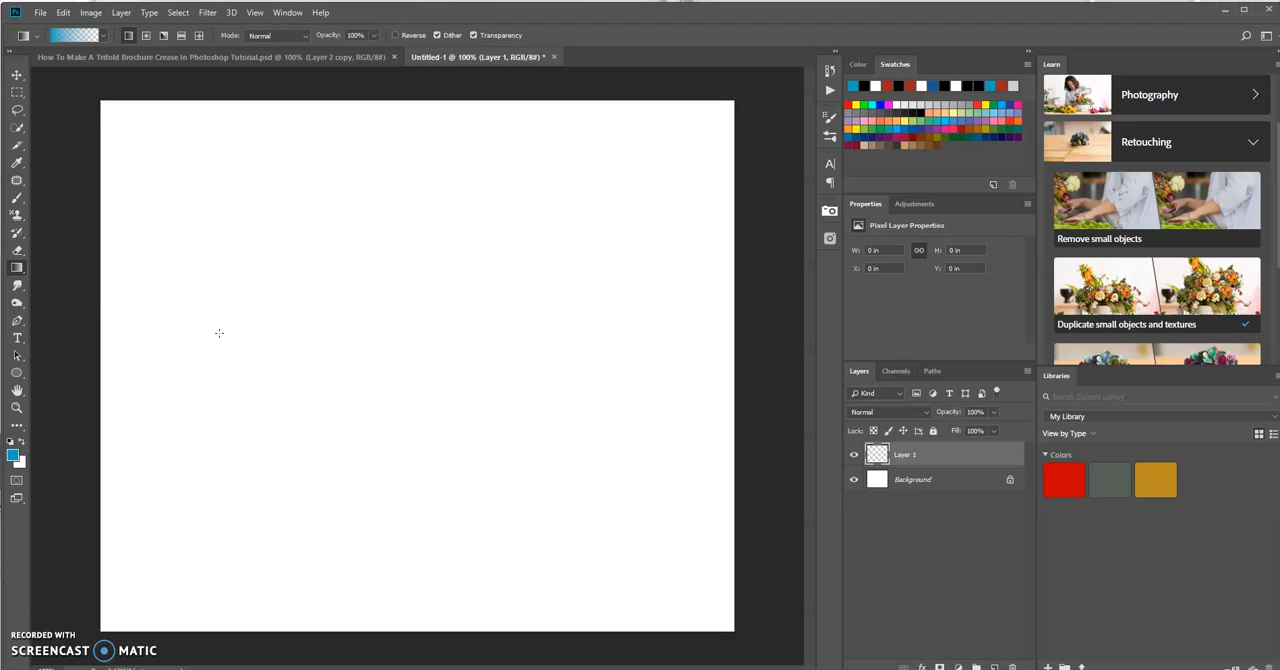 Ps File Edit Image Layer Type Select Filter 3D View Window Help
Mode: Normal Opacity: 100% Reverse Dither Transparency
How To Make A Trifold Brochure Crease In Photoshop Tutorial.psd @ 100% (Layer 2 copy, RGB/8#) × Untitled-1 @ 100% (Layer 1, RGB/8#) * ×
Color Swatches
Learn
Photography
Retouching
Properties Adjustments
Pixel Layer Properties
W: 0 in H: 0 in
X: 0 in Y: 0 in
Remove small objects
Duplicate small objects and textures
Layers Channels Paths
Kind
Normal Opacity: 100%
Lock: Fill: 100%
Layer 1
Background
Libraries
Search Current Library
My Library
View by Type
Colors
RECORDED WITH
SCREENCAST MATIC